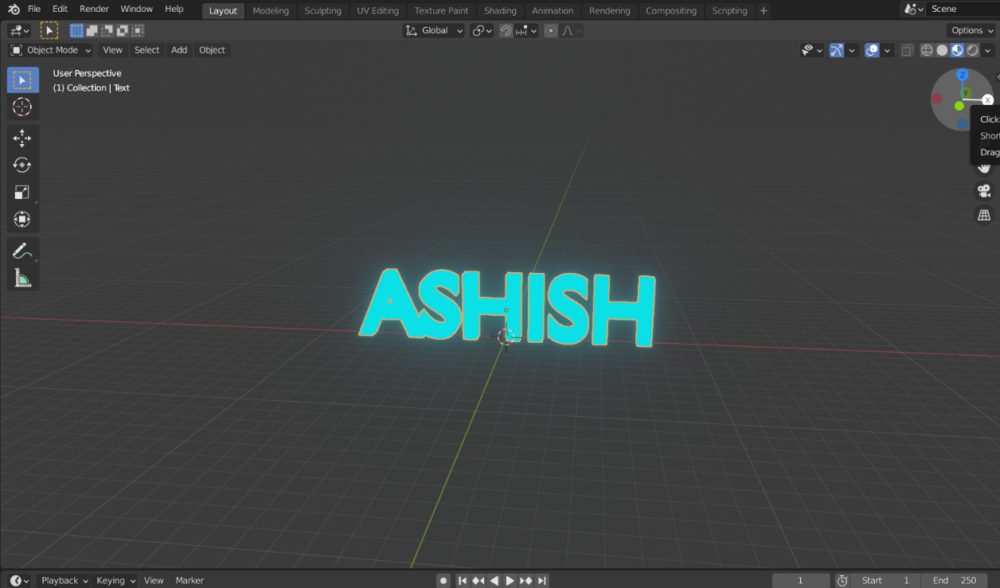 File Edit Render Window Help Layout Modeling Sculpting UV Editing Texture Paint Shading Animation Rendering Compositing Scripting + Scene
Global Options
Object Mode View Select Add Object
User Perspective
(1) Collection | Text
Z
Y
X
Click
Short
Drag
ASHISH
Playback Keying View Marker 1 Start 1 End 250